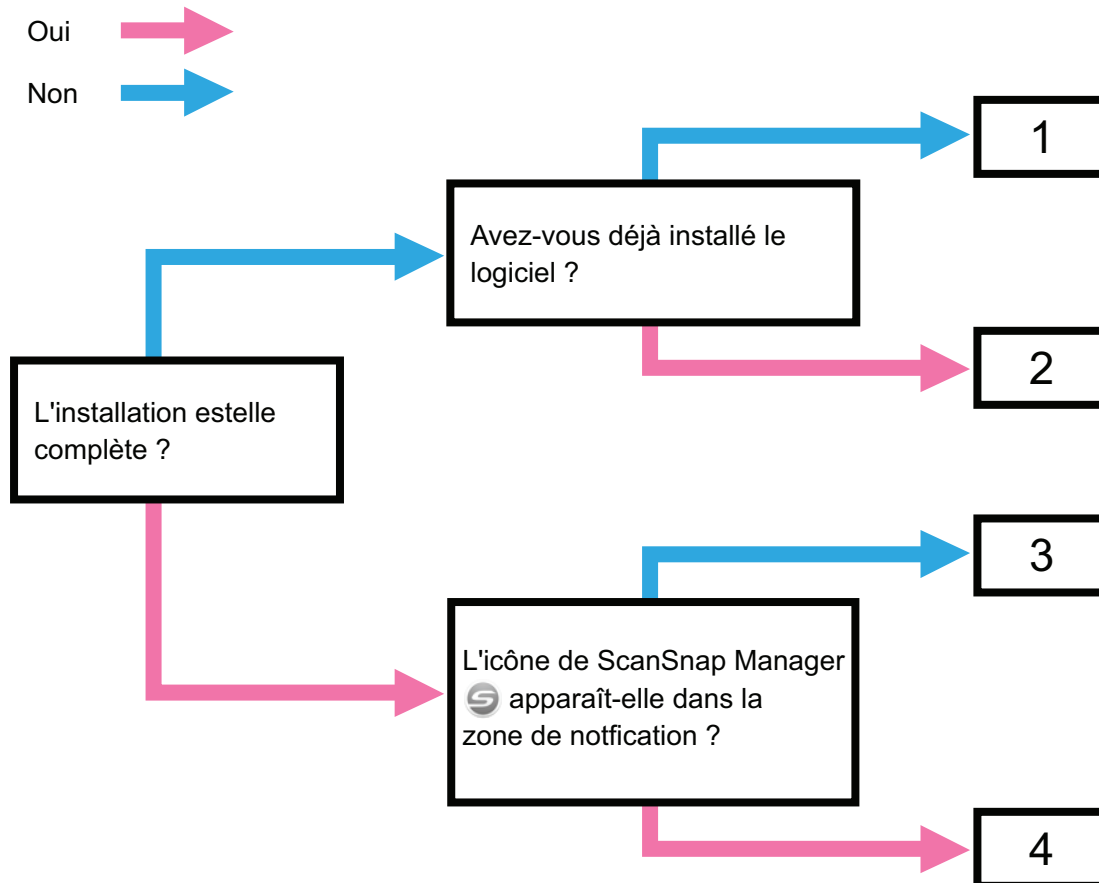 Oui
Non
1
Avez-vous déjà installé le
logiciel ?
2
L'installation estelle
complète ?
3
L'icône de ScanSnap Manager
S apparaît-elle dans la
zone de notfication ?
4